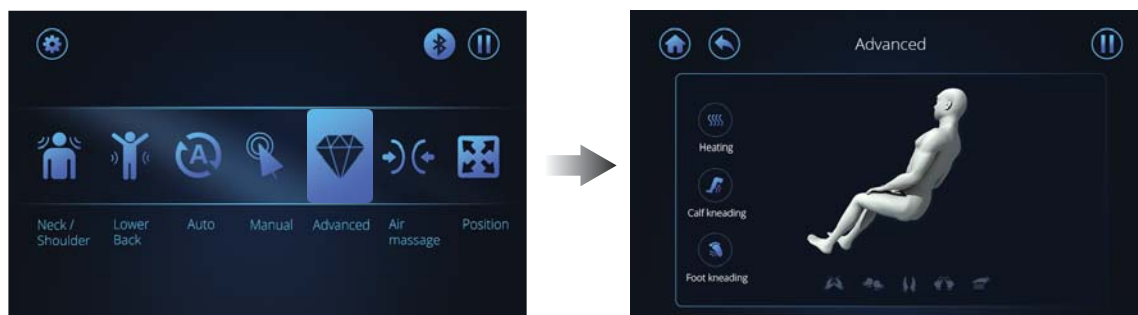 Neck /
Shoulder
Lower
Back
Auto
Manual
Advanced
Air
massage
Position
Advanced
Heating
Calf kneading
Foot kneading